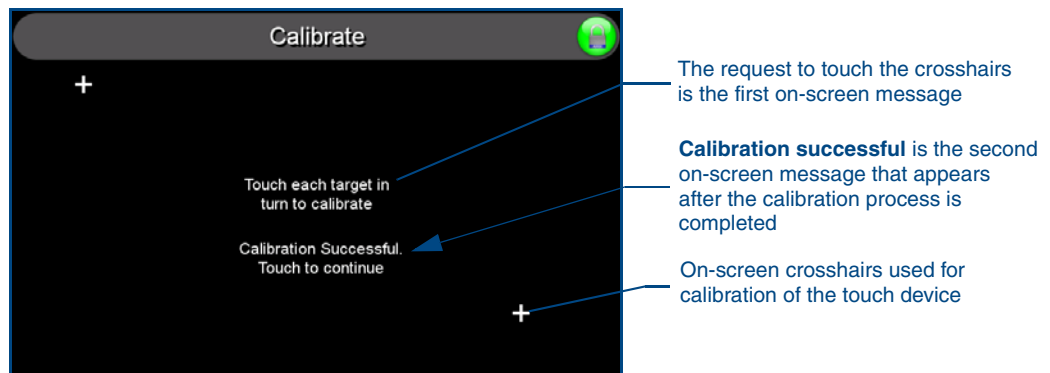 Calibrate
Touch each target in
turn to calibrate
Calibration Successful.
Touch to continue
The request to touch the crosshairs
is the first on-screen message
Calibration successful is the second
on-screen message that appears
after the calibration process is
completed
On-screen crosshairs used for
calibration of the touch device